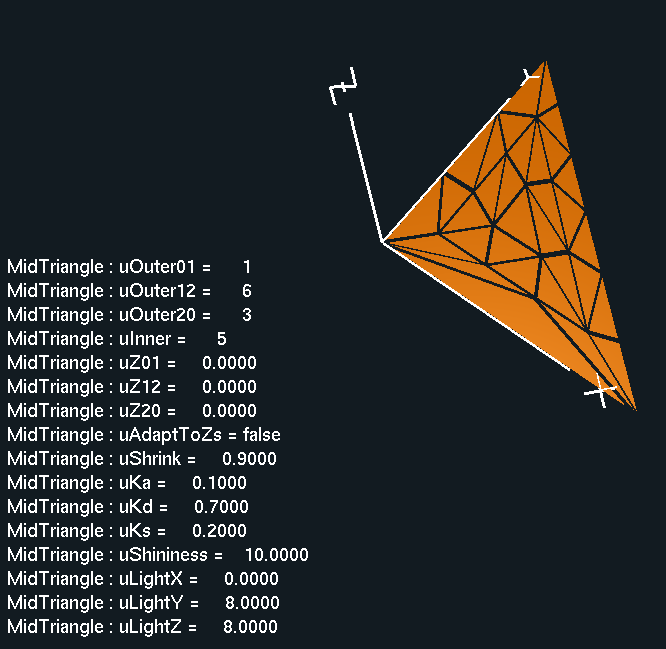 Z
Y
X
MidTriangle : uOuter01 = 1
MidTriangle : uOuter12 = 6
MidTriangle : uOuter20 = 3
MidTriangle : uInner = 5
MidTriangle : uZ01 = 0.0000
MidTriangle : uZ12 = 0.0000
MidTriangle : uZ20 = 0.0000
MidTriangle : uAdaptToZs = false
MidTriangle : uShrink = 0.9000
MidTriangle : uKa = 0.1000
MidTriangle : uKd = 0.7000
MidTriangle : uKs = 0.2000
MidTriangle : uShininess = 10.0000
MidTriangle : uLightX = 0.0000
MidTriangle : uLightY = 8.0000
MidTriangle : uLightZ = 8.0000